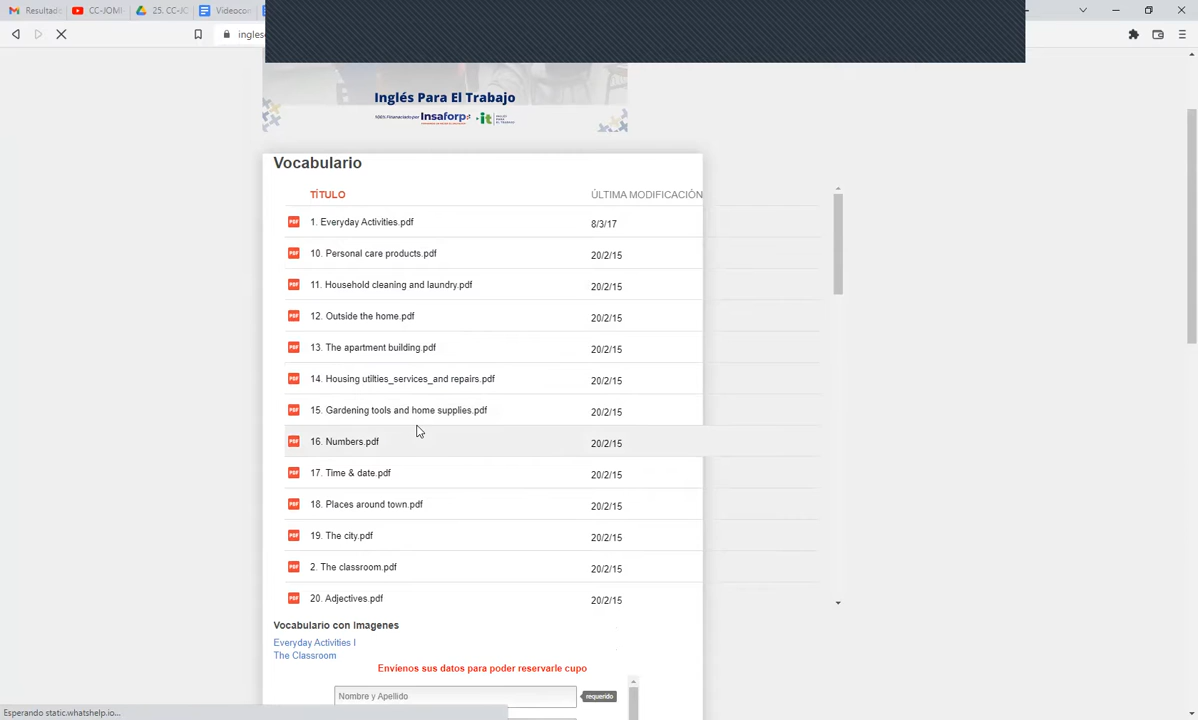 Resultado
CC-JOMI
25. CC-JO
Videocon
inglese
Inglés Para El Trabajo
100% Financiado por Insaforp
Vocabulario
TÍTULO ÚLTIMA MODIFICACIÓN
1. Everyday Activities.pdf 8/3/17
10. Personal care products.pdf 20/2/15
11. Household cleaning and laundry.pdf 20/2/15
12. Outside the home.pdf 20/2/15
13. The apartment building.pdf 20/2/15
14. Housing utilties_services_and repairs.pdf 20/2/15
15. Gardening tools and home supplies.pdf 20/2/15
16. Numbers.pdf 20/2/15
17. Time & date.pdf 20/2/15
18. Places around town.pdf 20/2/15
19. The city.pdf 20/2/15
2. The classroom.pdf 20/2/15
20. Adjectives.pdf 20/2/15
Vocabulario con Imagenes
Everyday Activities I
The Classroom
Envíenos sus datos para poder reservarle cupo
Nombre y Apellido requerido
Esperando static.whatshelp.io...